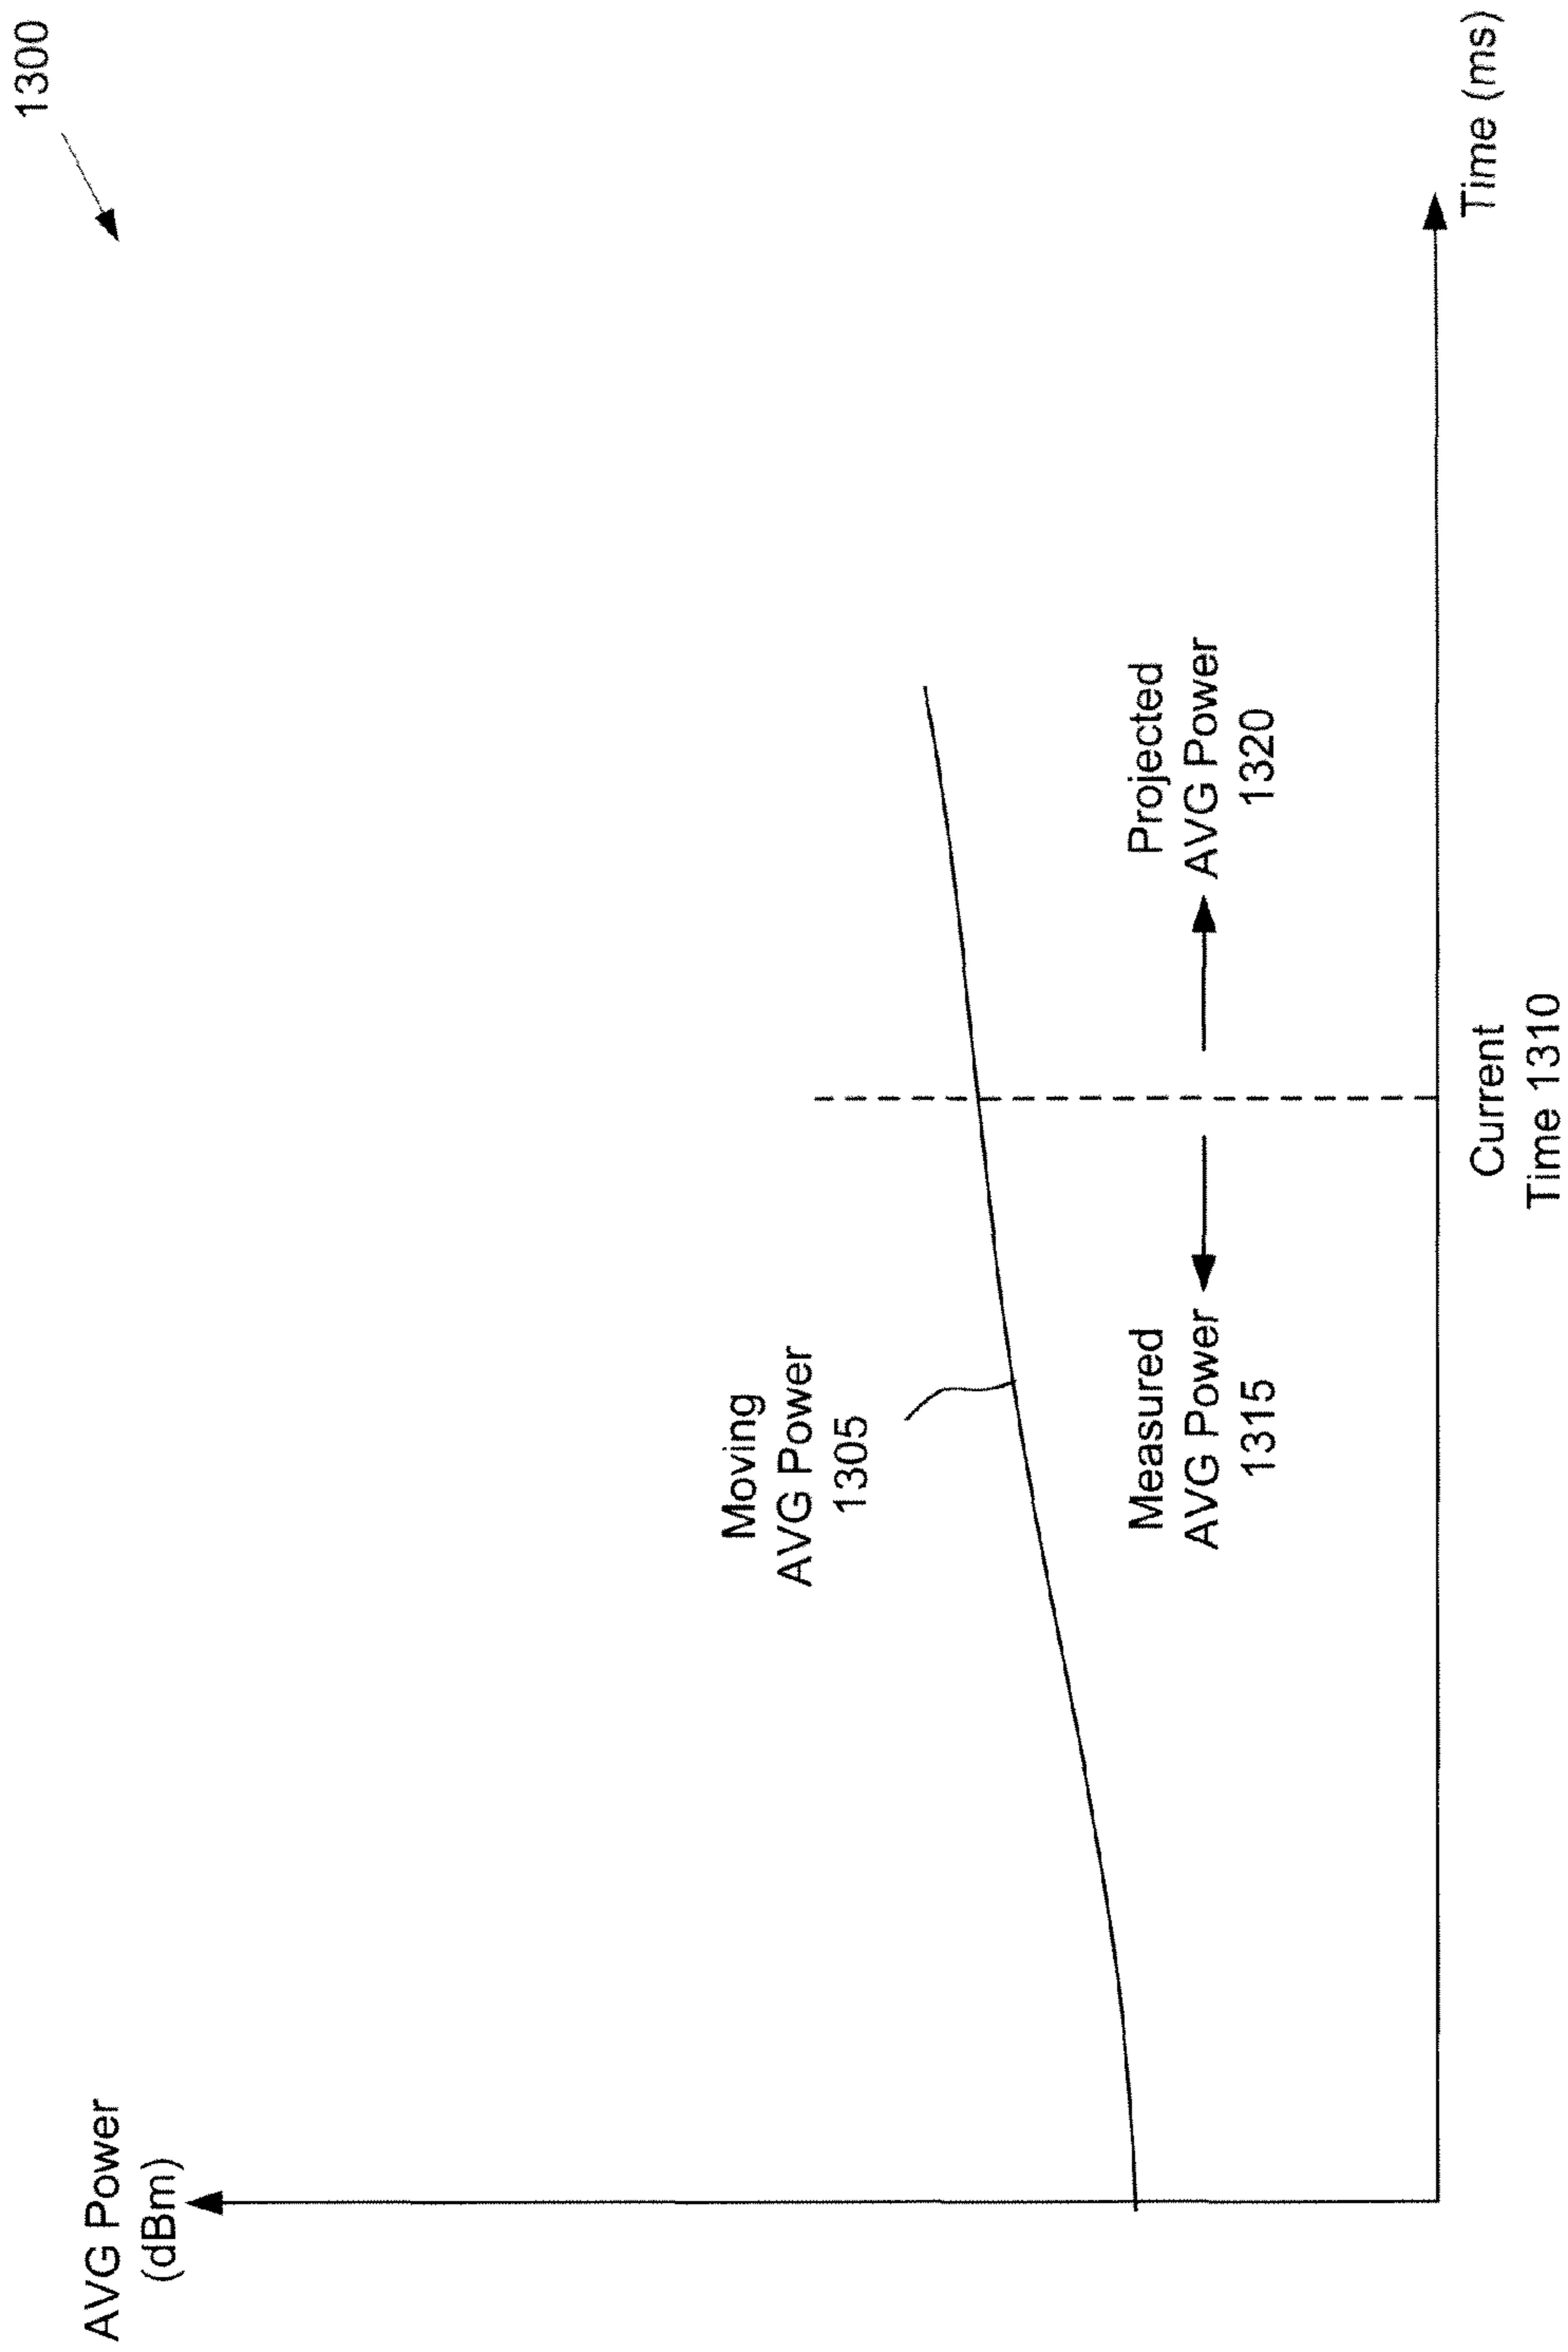 1300
AVG Power
(dBm)
Moving
AVG Power
1305
Measured
AVG Power
1315
Projected
AVG Power
1320
Current
Time 1310
Time (ms)